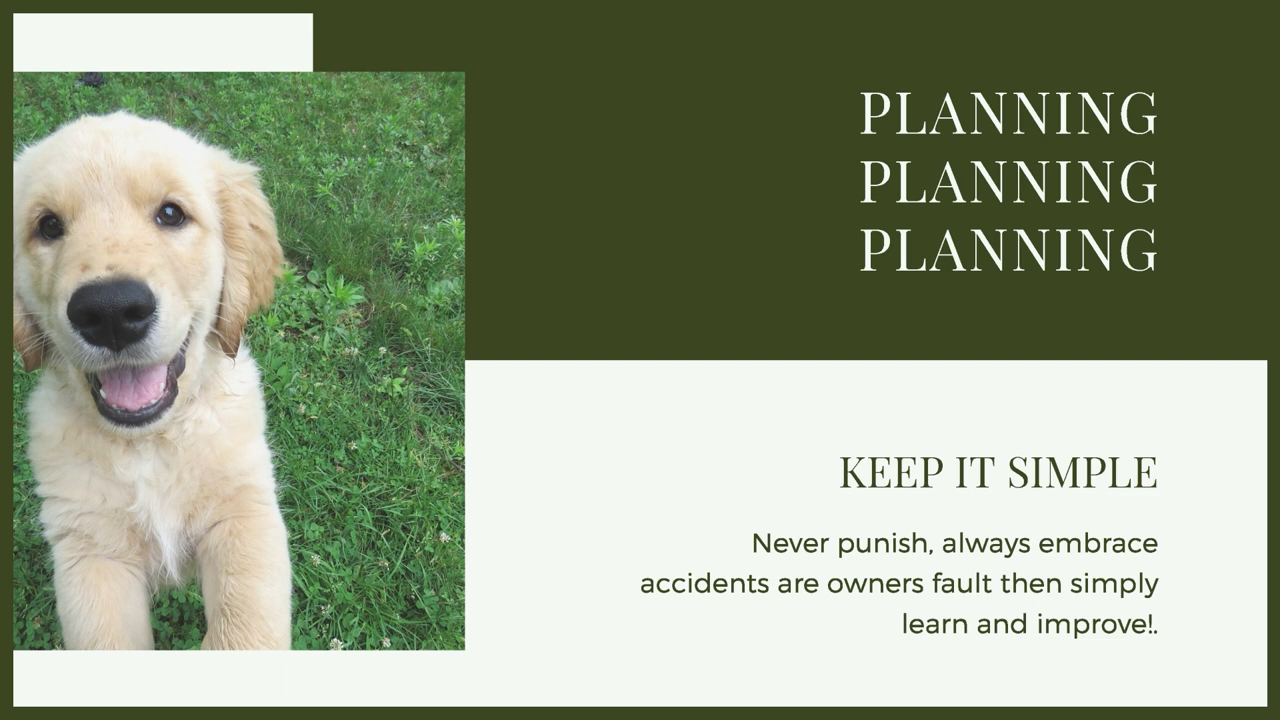 PLANNING
PLANNING
PLANNING
KEEP IT SIMPLE
Never punish, always embrace
accidents are owners fault then simply
learn and improve!.